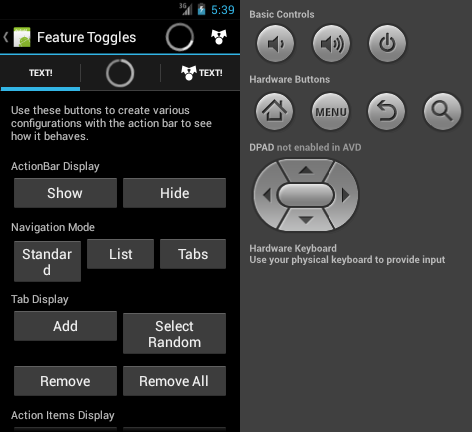 3G 5:39
Feature Toggles
TEXT!
TEXT!
Use these buttons to create various
configurations with the action bar to see
how it behaves.
ActionBar Display
Show Hide
Navigation Mode
Standar
d
List Tabs
Tab Display
Add
Select
Random
Remove Remove All
Action Items Display
Basic Controls
Hardware Buttons
MENU
DPAD not enabled in AVD
Hardware Keyboard
Use your physical keyboard to provide input